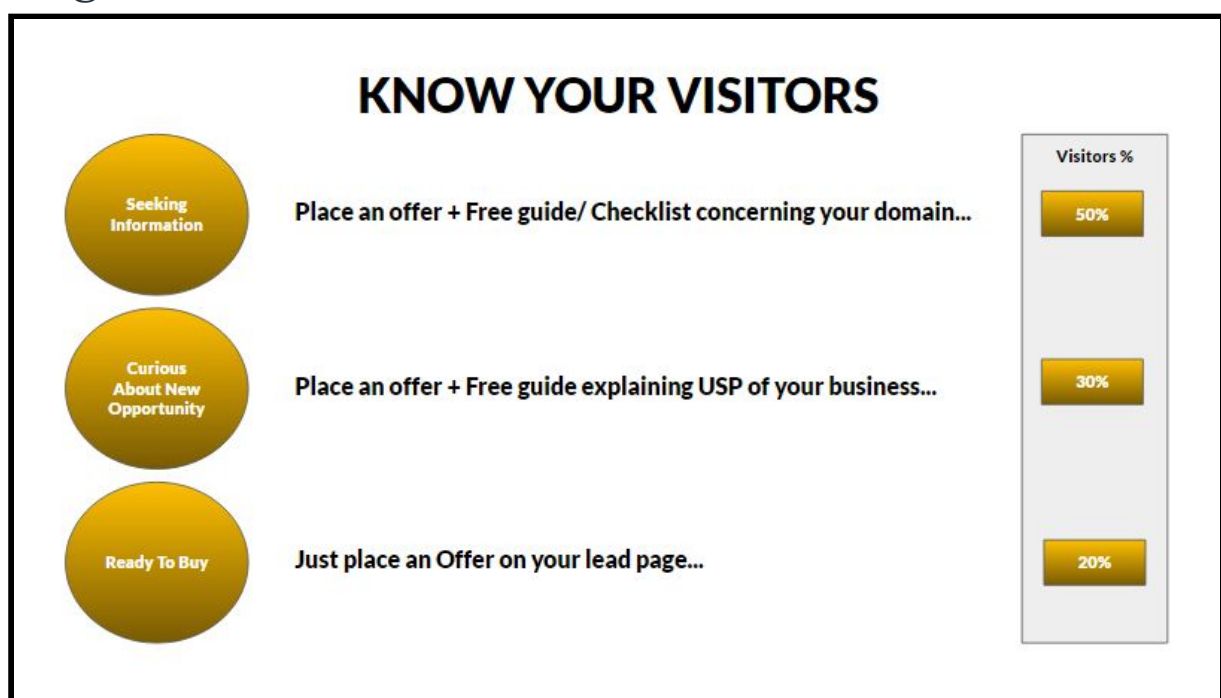 KNOW YOUR VISITORS
Visitors %
Seeking
Information
Place an offer + Free guide/ Checklist concerning your domain...
50%
Curious
About New
Opportunity
Place an offer + Free guide explaining USP of your business...
30%
Ready To Buy
Just place an Offer on your lead page...
20%